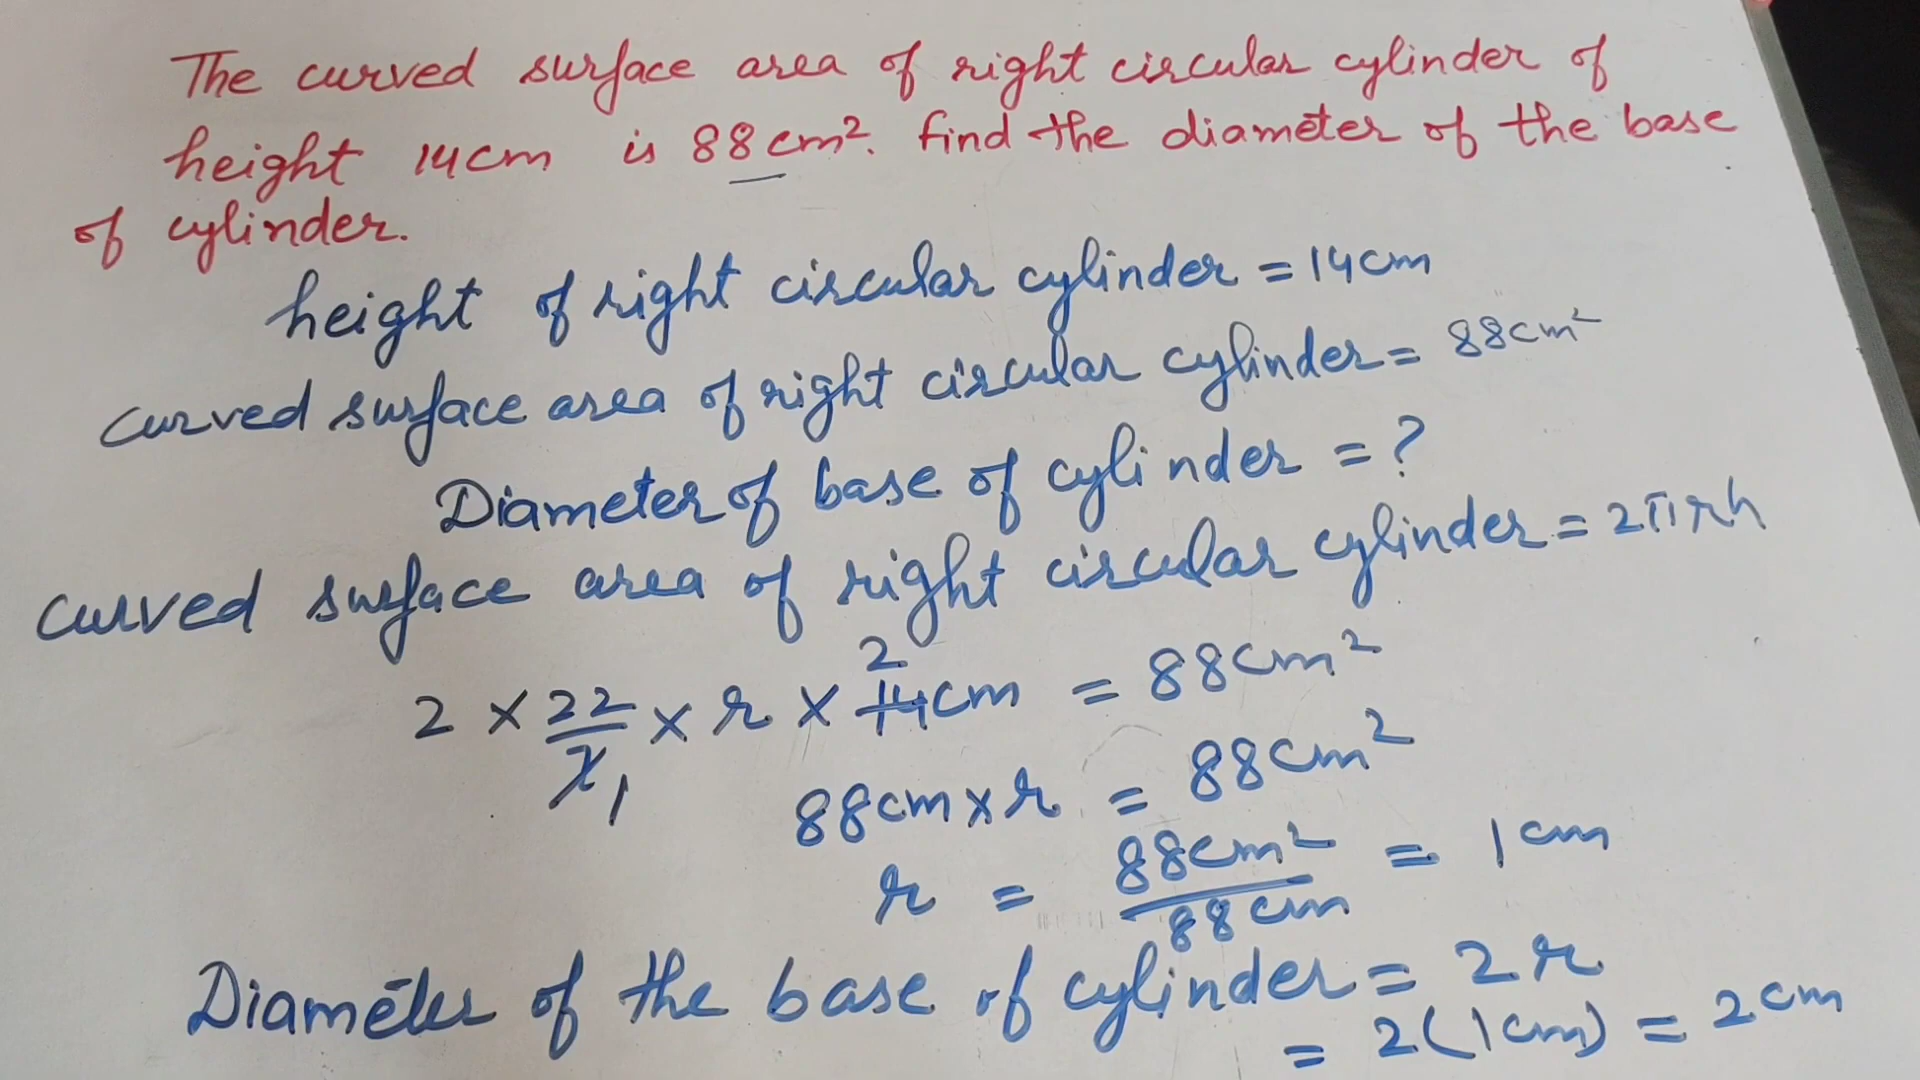 The curved surface area of right circular cylinder of
height 14cm is 88cm². find the diameter of the base
of cylinder.
height of right circular cylinder = 14cm
curved surface area of right circular cylinder = 88cm²
Diameter of base of cylinder = ?
curved surface area of right circular cylinder = 2πrh
2 × 22/7 1 × r × 14cm 2 = 88cm²
88cm × r = 88cm²
r = 88cm²/88cm = 1cm
Diameter of the base of cylinder = 2r
= 2(1cm) = 2cm